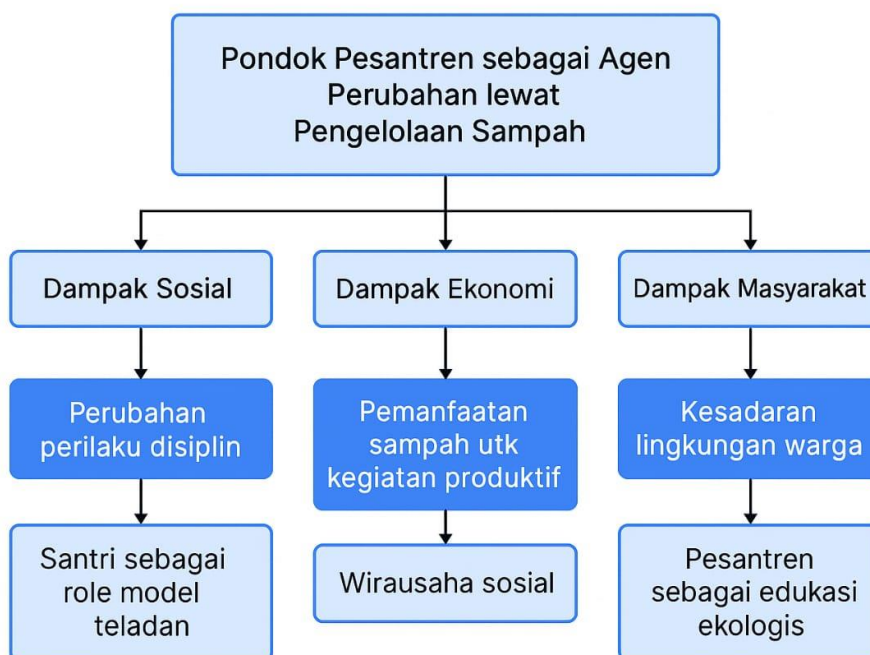 Pondok Pesantren sebagai Agen
Perubahan lewat
Pengelolaan Sampah
Dampak Sosial
Dampak Ekonomi
Dampak Masyarakat
Perubahan
perilaku disiplin
Pemanfaatan
sampah utk
kegiatan produktif
Kesadaran
lingkungan warga
Santri sebagai
role model
teladan
Wirausaha sosial
Pesantren
sebagai edukasi
ekologis